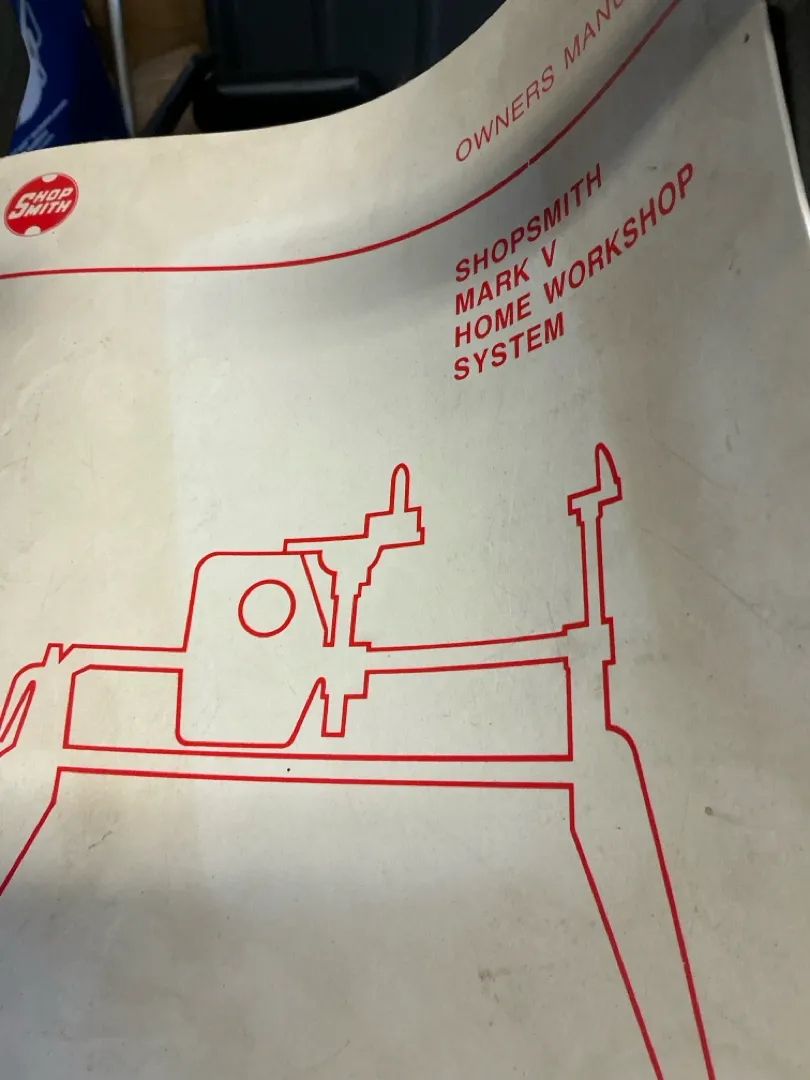 OWNERS MANU
SHOP
SMITH
SHOPSMITH
MARK V
HOME WORKSHOP
SYSTEM